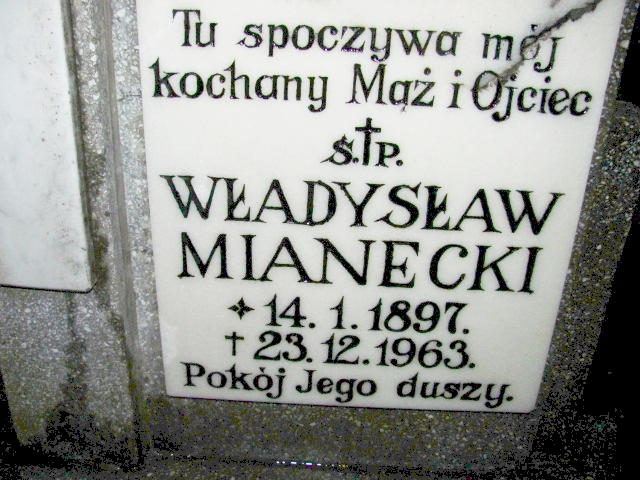 Tu spoczywa mój
kochany Mąż i Ojciec
ś.†P.
WŁADYSŁAW
MIANECKI
✦ 14. 1. 1897.
† 23. 12. 1963.
Pokój Jego duszy.